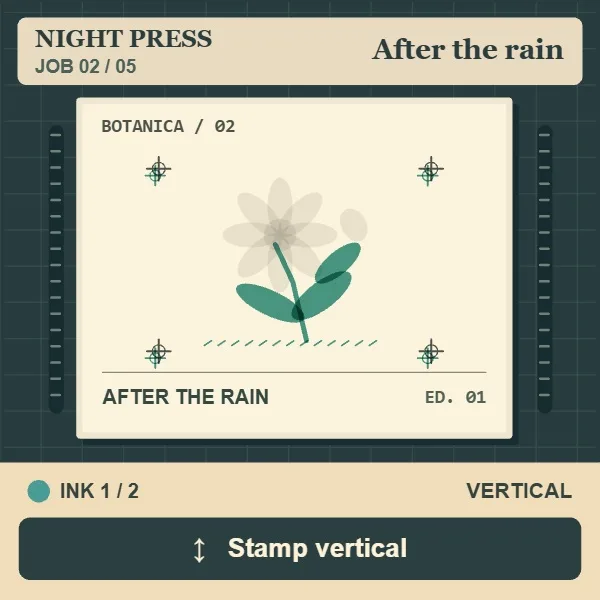 NIGHT PRESS
JOB 02 / 05
After the rain
BOTANICA / 02
AFTER THE RAIN
ED. 01
INK 1 / 2
VERTICAL
↕ Stamp vertical